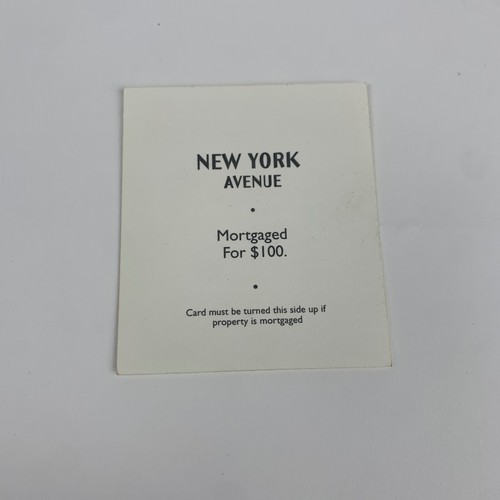 NEW YORK
AVENUE
•
Mortgaged
For $100.
•
Card must be turned this side up if
property is mortgaged